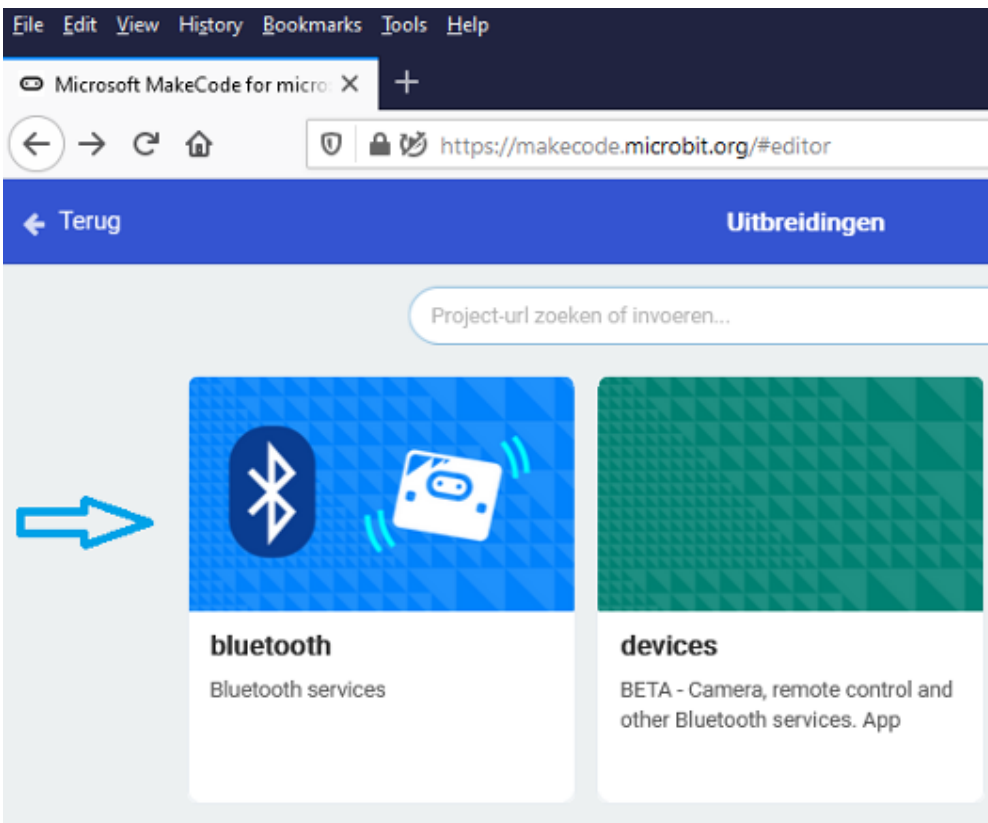 File Edit View History Bookmarks Tools Help
Microsoft MakeCode for micro
https://makecode.microbit.org/#editor
Terug
Uitbreidingen
Project-url zoeken of invoeren...
bluetooth
Bluetooth services
devices
BETA - Camera, remote control and
other Bluetooth services. App